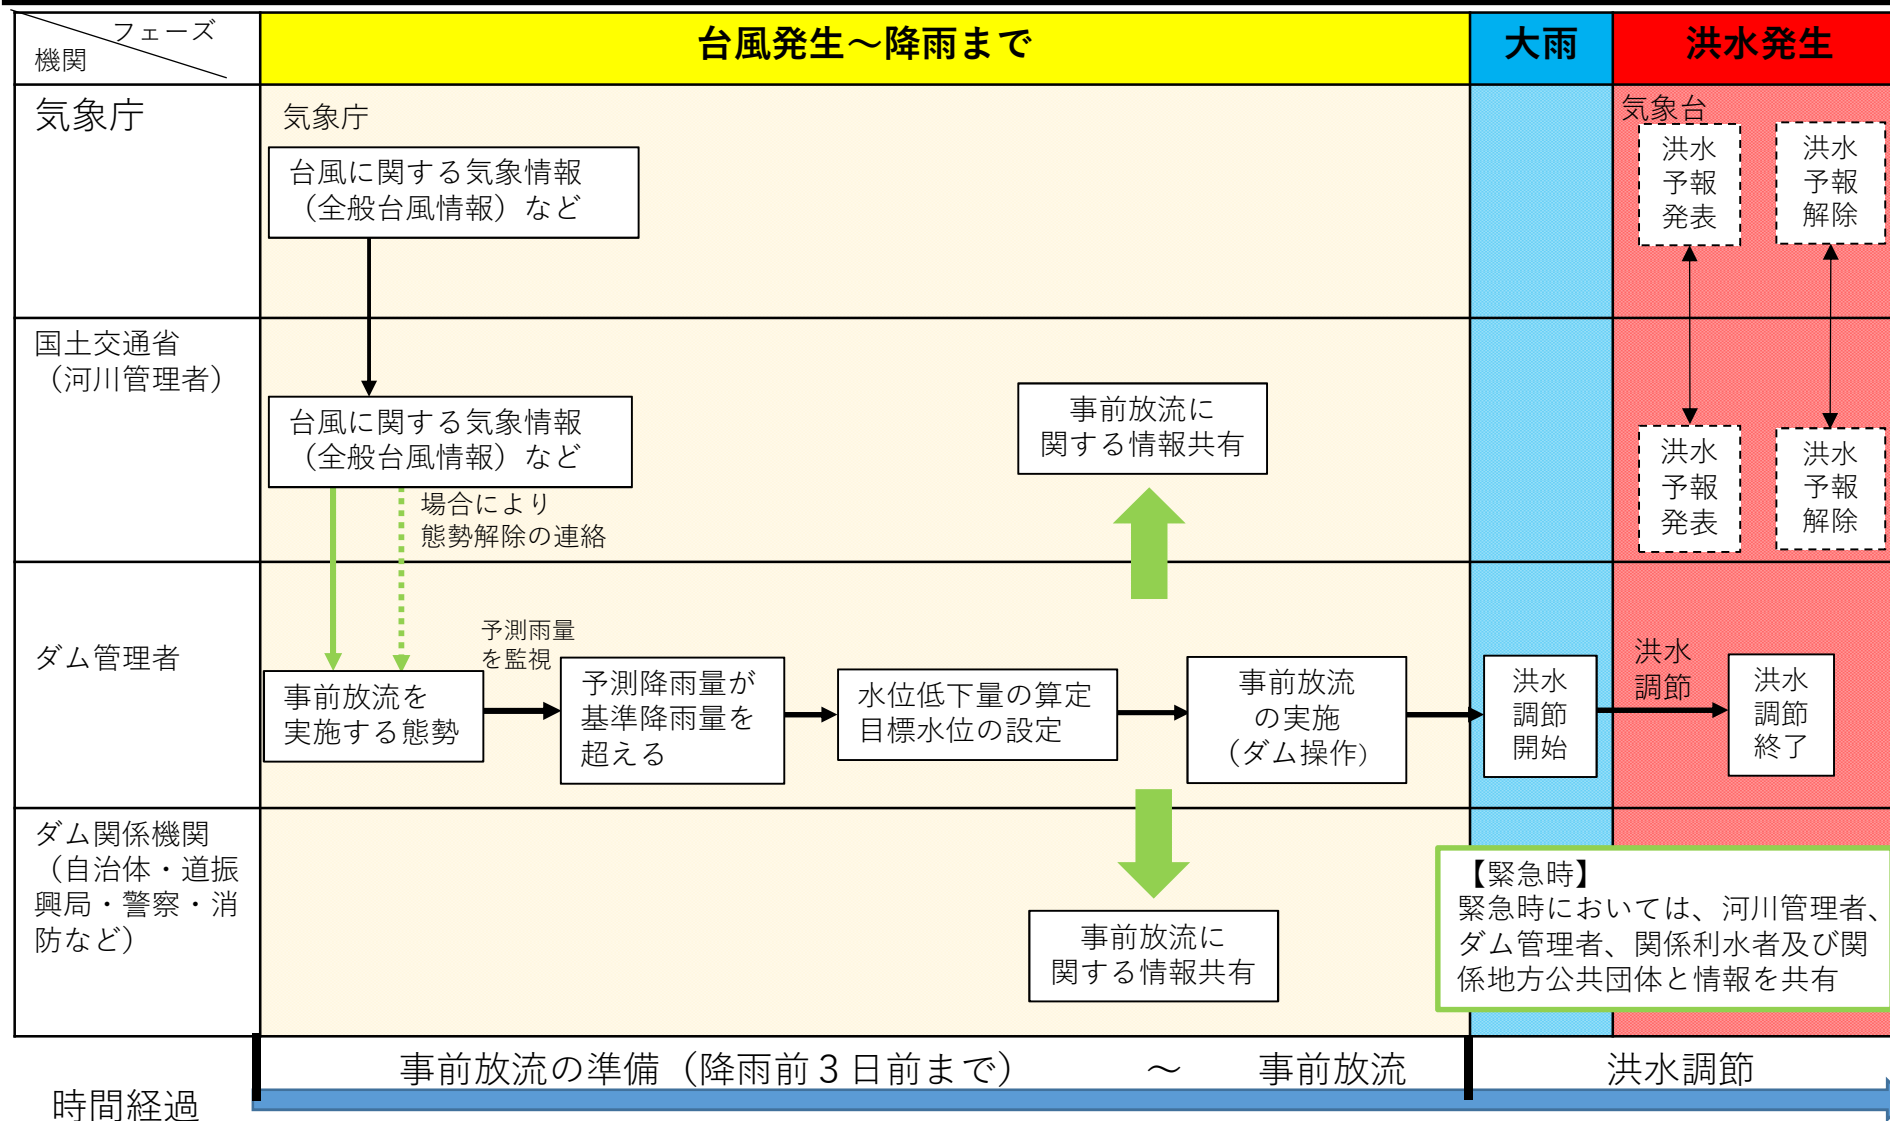 フェーズ
機関
台風発生～降雨まで
大雨
洪水発生
気象庁
気象庁
台風に関する気象情報
（全般台風情報）など
気象台
洪水
予報
発表
洪水
予報
解除
国土交通省
（河川管理者）
台風に関する気象情報
（全般台風情報）など
場合により
態勢解除の連絡
事前放流に
関する情報共有
洪水
予報
発表
洪水
予報
解除
ダム管理者
事前放流を
実施する態勢
予測雨量
を監視
予測降雨量が
基準降雨量を
超える
水位低下量の算定
目標水位の設定
事前放流
の実施
（ダム操作）
洪水
調節
開始
洪水
調節
洪水
調節
終了
ダム関係機関
（自治体・道振
興局・警察・消
防など）
事前放流に
関する情報共有
【緊急時】
緊急時においては、河川管理者、
ダム管理者、関係利水者及び関
係地方公共団体と情報を共有
事前放流の準備（降雨前３日前まで）　～　事前放流
洪水調節
時間経過